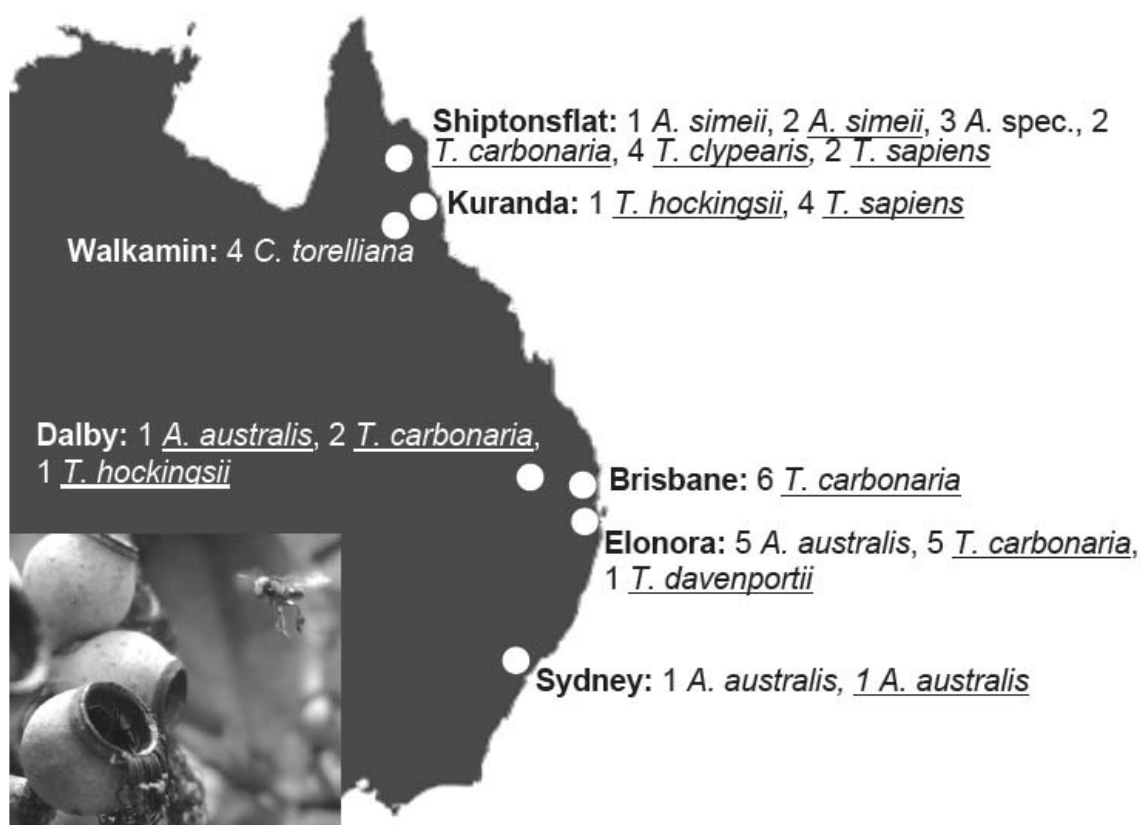 Shiptonsflat: 1 A. simeii, 2 A. simeii, 3 A. spec., 2
T. carbonaria, 4 T. clypearis, 2 T. sapiens
Kuranda: 1 T. hockingsii, 4 T. sapiens
Walkamin: 4 C. torelliana
Dalby: 1 A. australis, 2 T. carbonaria,
1 T. hockingsii
Brisbane: 6 T. carbonaria
Elonora: 5 A. australis, 5 T. carbonaria,
1 T. davenportii
Sydney: 1 A. australis, 1 A. australis